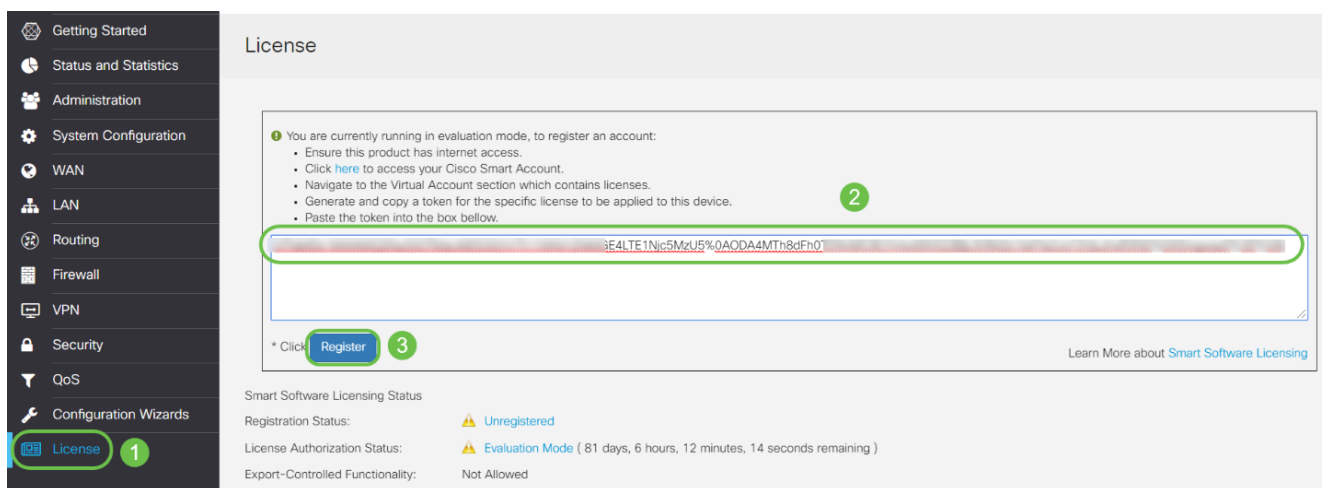 Getting Started
Status and Statistics
Administration
System Configuration
WAN
LAN
Routing
Firewall
VPN
Security
QoS
Configuration Wizards
License
1
License
You are currently running in evaluation mode, to register an account:
• Ensure this product has internet access.
• Click here to access your Cisco Smart Account.
• Navigate to the Virtual Account section which contains licenses.
• Generate and copy a token for the specific license to be applied to this device.
• Paste the token into the box bellow.
2
GE4LTE1Njc5MzU5%0AODA4MTh8dFh0
* Click Register 3
Learn More about Smart Software Licensing
Smart Software Licensing Status
Registration Status: Unregistered
License Authorization Status: Evaluation Mode ( 81 days, 6 hours, 12 minutes, 14 seconds remaining )
Export-Controlled Functionality: Not Allowed